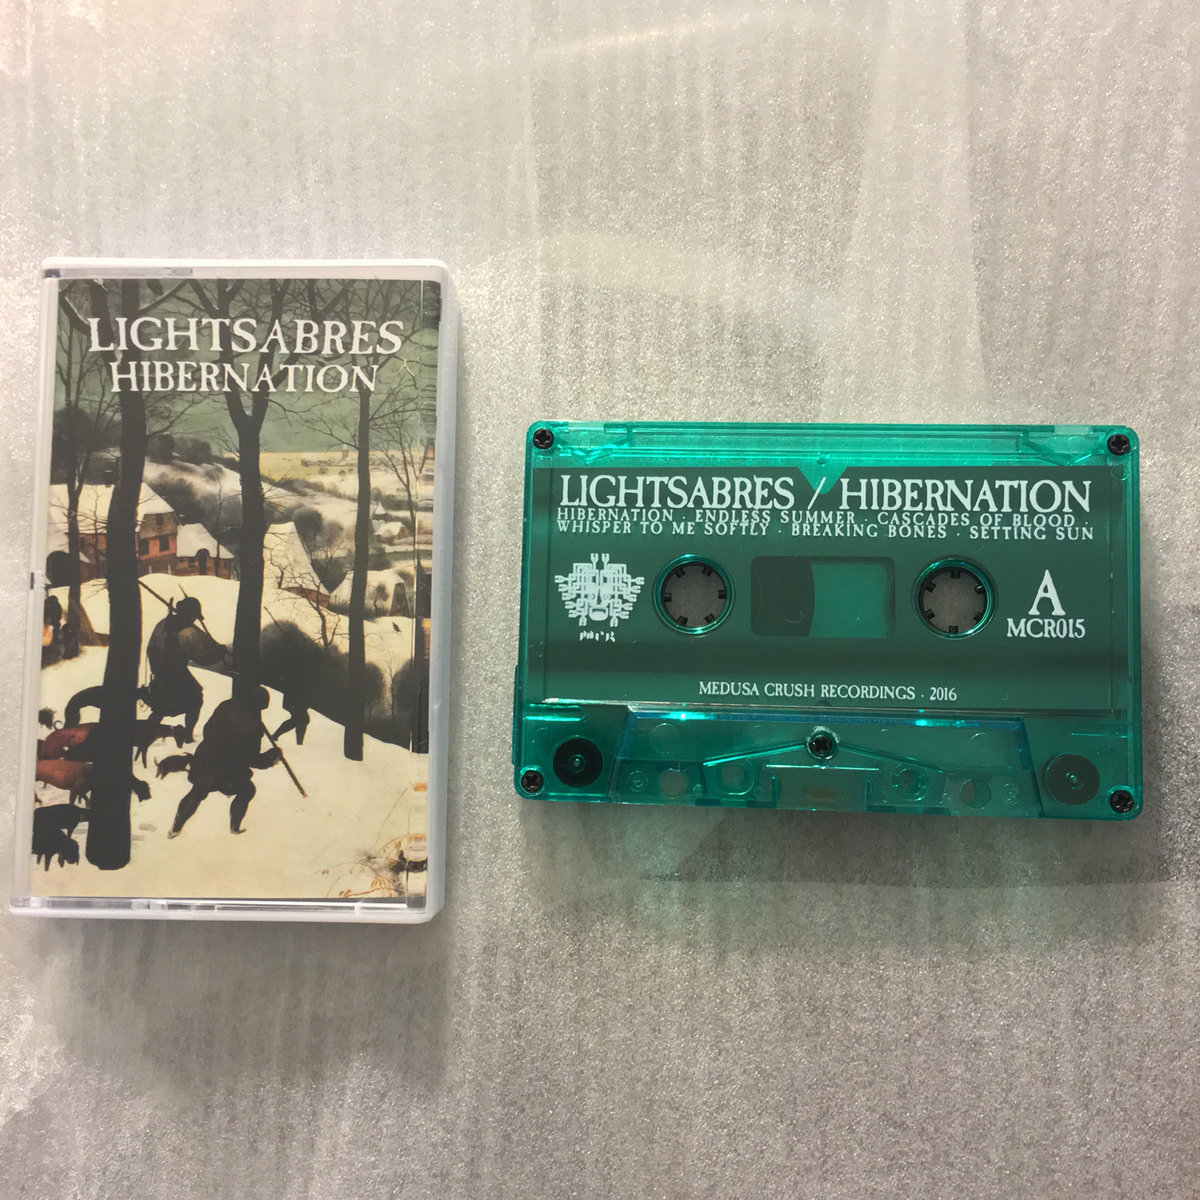 LIGHTSABRES
HIBERNATION
LIGHTSABRES / HIBERNATION
HIBERNATION · ENDLESS SUMMER · CASCADES OF BLOOD ·
WHISPER TO ME SOFTLY · BREAKING BONES · SETTING SUN
A
MCR015
MEDUSA CRUSH RECORDINGS · 2016